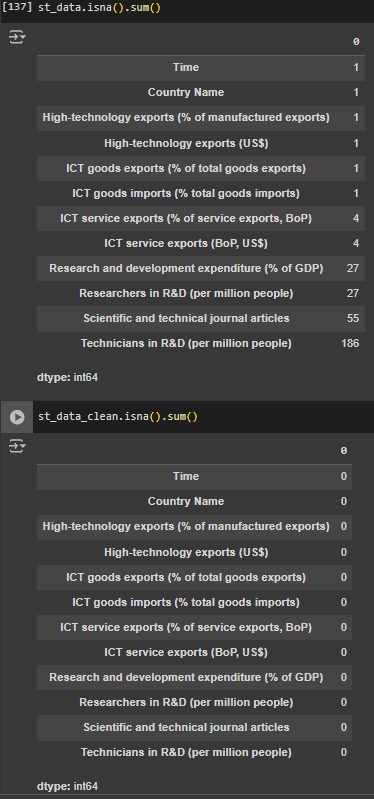 [137] st_data.isna().sum()
0
Time 1
Country Name 1
High-technology exports (% of manufactured exports) 1
High-technology exports (US$) 1
ICT goods exports (% of total goods exports) 1
ICT goods imports (% total goods imports) 1
ICT service exports (% of service exports, BoP) 4
ICT service exports (BoP, US$) 4
Research and development expenditure (% of GDP) 27
Researchers in R&D (per million people) 27
Scientific and technical journal articles 55
Technicians in R&D (per million people) 186
dtype: int64
st_data_clean.isna().sum()
0
Time 0
Country Name 0
High-technology exports (% of manufactured exports) 0
High-technology exports (US$) 0
ICT goods exports (% of total goods exports) 0
ICT goods imports (% total goods imports) 0
ICT service exports (% of service exports, BoP) 0
ICT service exports (BoP, US$) 0
Research and development expenditure (% of GDP) 0
Researchers in R&D (per million people) 0
Scientific and technical journal articles 0
Technicians in R&D (per million people) 0
dtype: int64